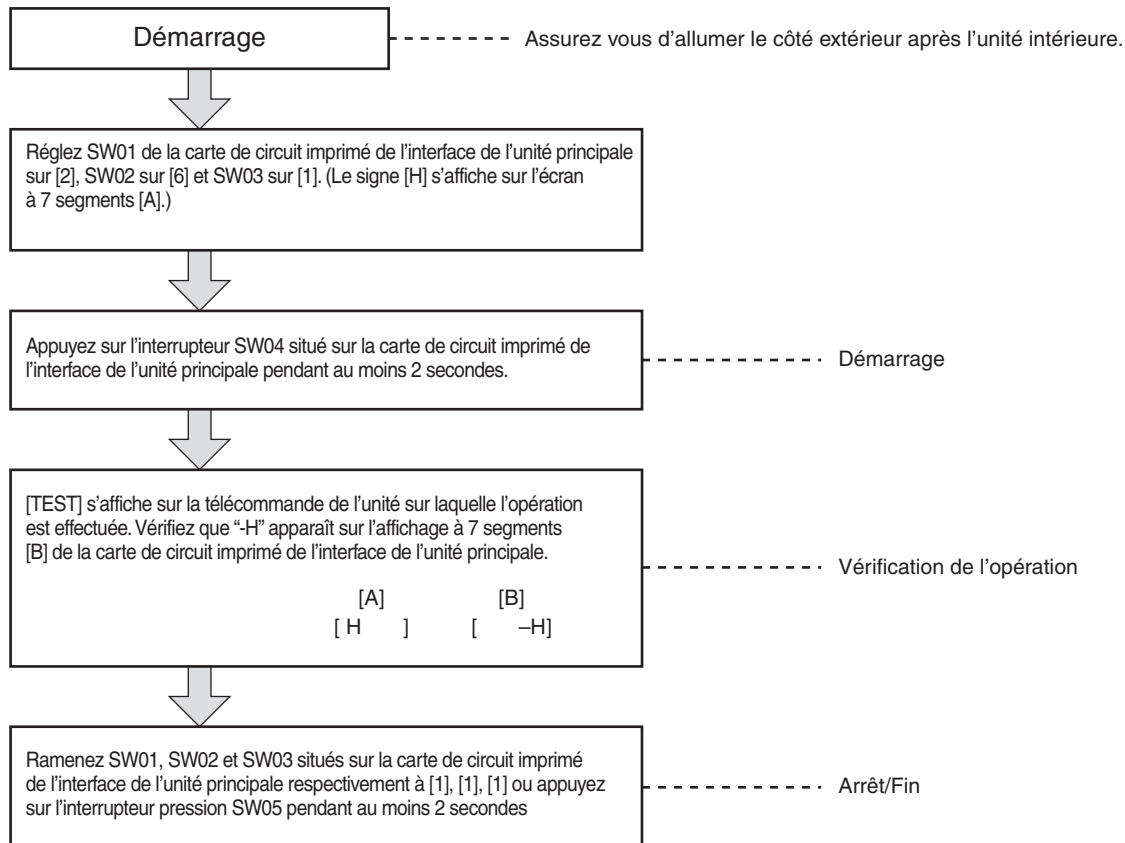 Démarrage
Assurez vous d'allumer le côté extérieur après l'unité intérieure.
Réglez SW01 de la carte de circuit imprimé de l'interface de l'unité principale
sur [2], SW02 sur [6] et SW03 sur [1]. (Le signe [H] s'affiche sur l'écran
à 7 segments [A].)
Appuyez sur l'interrupteur SW04 situé sur la carte de circuit imprimé de
l'interface de l'unité principale pendant au moins 2 secondes.
Démarrage
[TEST] s'affiche sur la télécommande de l'unité sur laquelle l'opération
est effectuée. Vérifiez que “-H” apparaît sur l'affichage à 7 segments
[B] de la carte de circuit imprimé de l'interface de l'unité principale.
[A] [B]
[ H ] [ –H]
Vérification de l'opération
Ramenez SW01, SW02 et SW03 situés sur la carte de circuit imprimé
de l'interface de l'unité principale respectivement à [1], [1], [1] ou appuyez
sur l'interrupteur pression SW05 pendant au moins 2 secondes
Arrêt/Fin